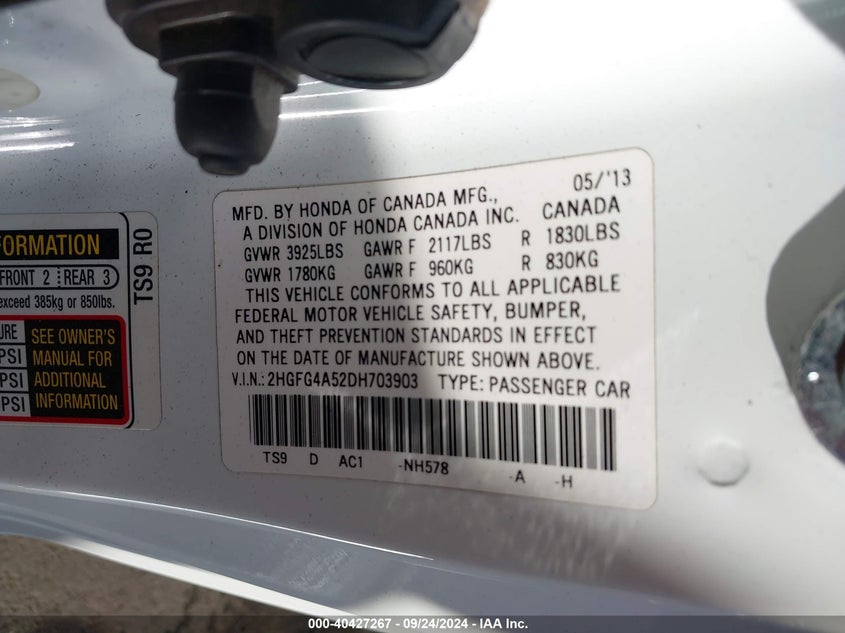 05/'13
MFD. BY HONDA OF CANADA MFG.,
A DIVISION OF HONDA CANADA INC. CANADA
GVWR 3925LBS GAWR F 2117LBS R 1830LBS
GVWR 1780KG GAWR F 960KG R 830KG
THIS VEHICLE CONFORMS TO ALL APPLICABLE
FEDERAL MOTOR VEHICLE SAFETY, BUMPER,
AND THEFT PREVENTION STANDARDS IN EFFECT
ON THE DATE OF MANUFACTURE SHOWN ABOVE.
V.I.N.: 2HGFG4A52DH703903 TYPE: PASSENGER CAR
TS9 D AC1 -NH578 -A -H
ORMATION
FRONT 2 REAR 3
exceed 385kg or 850lbs.
URE SEE OWNER'S
PSI MANUAL FOR
PSI ADDITIONAL
PSI INFORMATION
TS9 R0
000-40427267 - 09/24/2024 - IAA Inc.